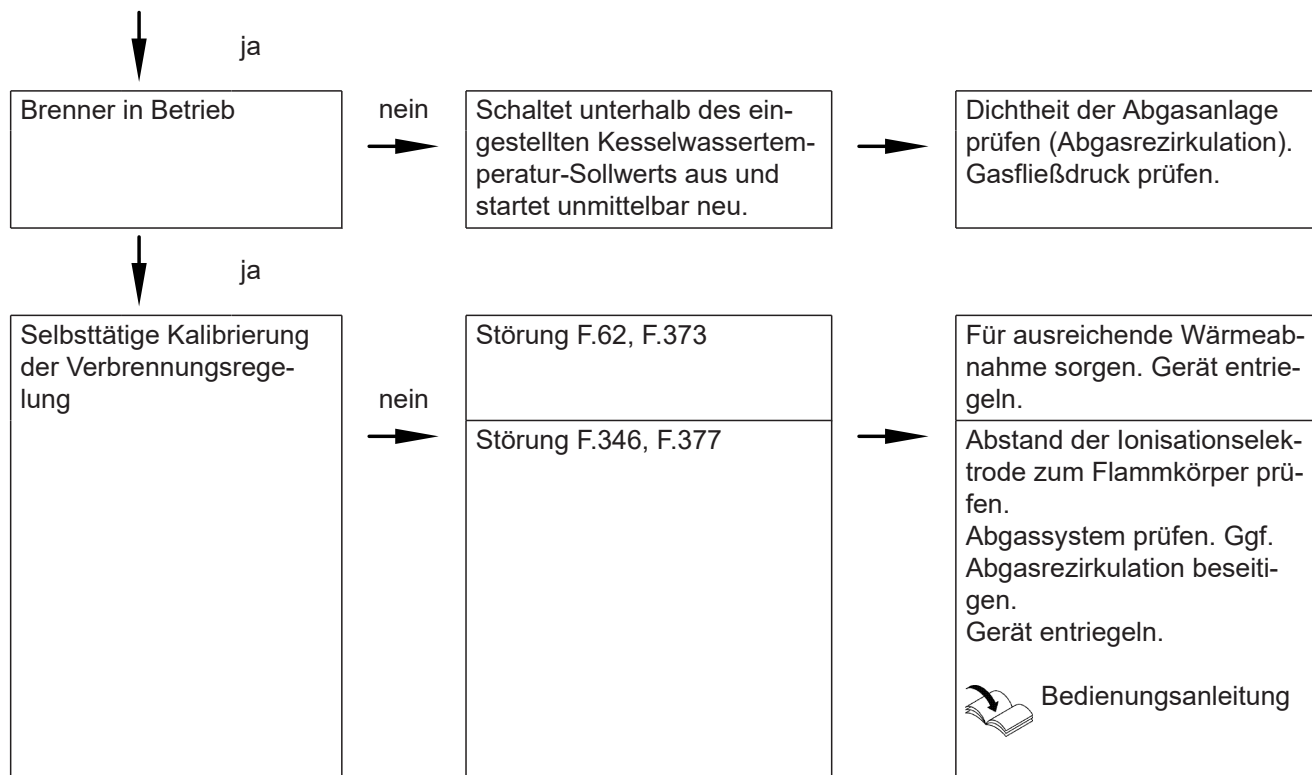 ja
Brenner in Betrieb
nein
Schaltet unterhalb des ein-
gestellten Kesselwassertem-
peratur-Sollwerts aus und
startet unmittelbar neu.
Dichtheit der Abgasanlage
prüfen (Abgasrezirkulation).
Gasfließdruck prüfen.
ja
Selbsttätige Kalibrierung
der Verbrennungsrege-
lung
nein
Störung F.62, F.373
Für ausreichende Wärmeab-
nahme sorgen. Gerät entrie-
geln.
Störung F.346, F.377
Abstand der Ionisationselek-
trode zum Flammkörper prü-
fen.
Abgassystem prüfen. Ggf.
Abgasrezirkulation beseiti-
gen.
Gerät entriegeln.
Bedienungsanleitung